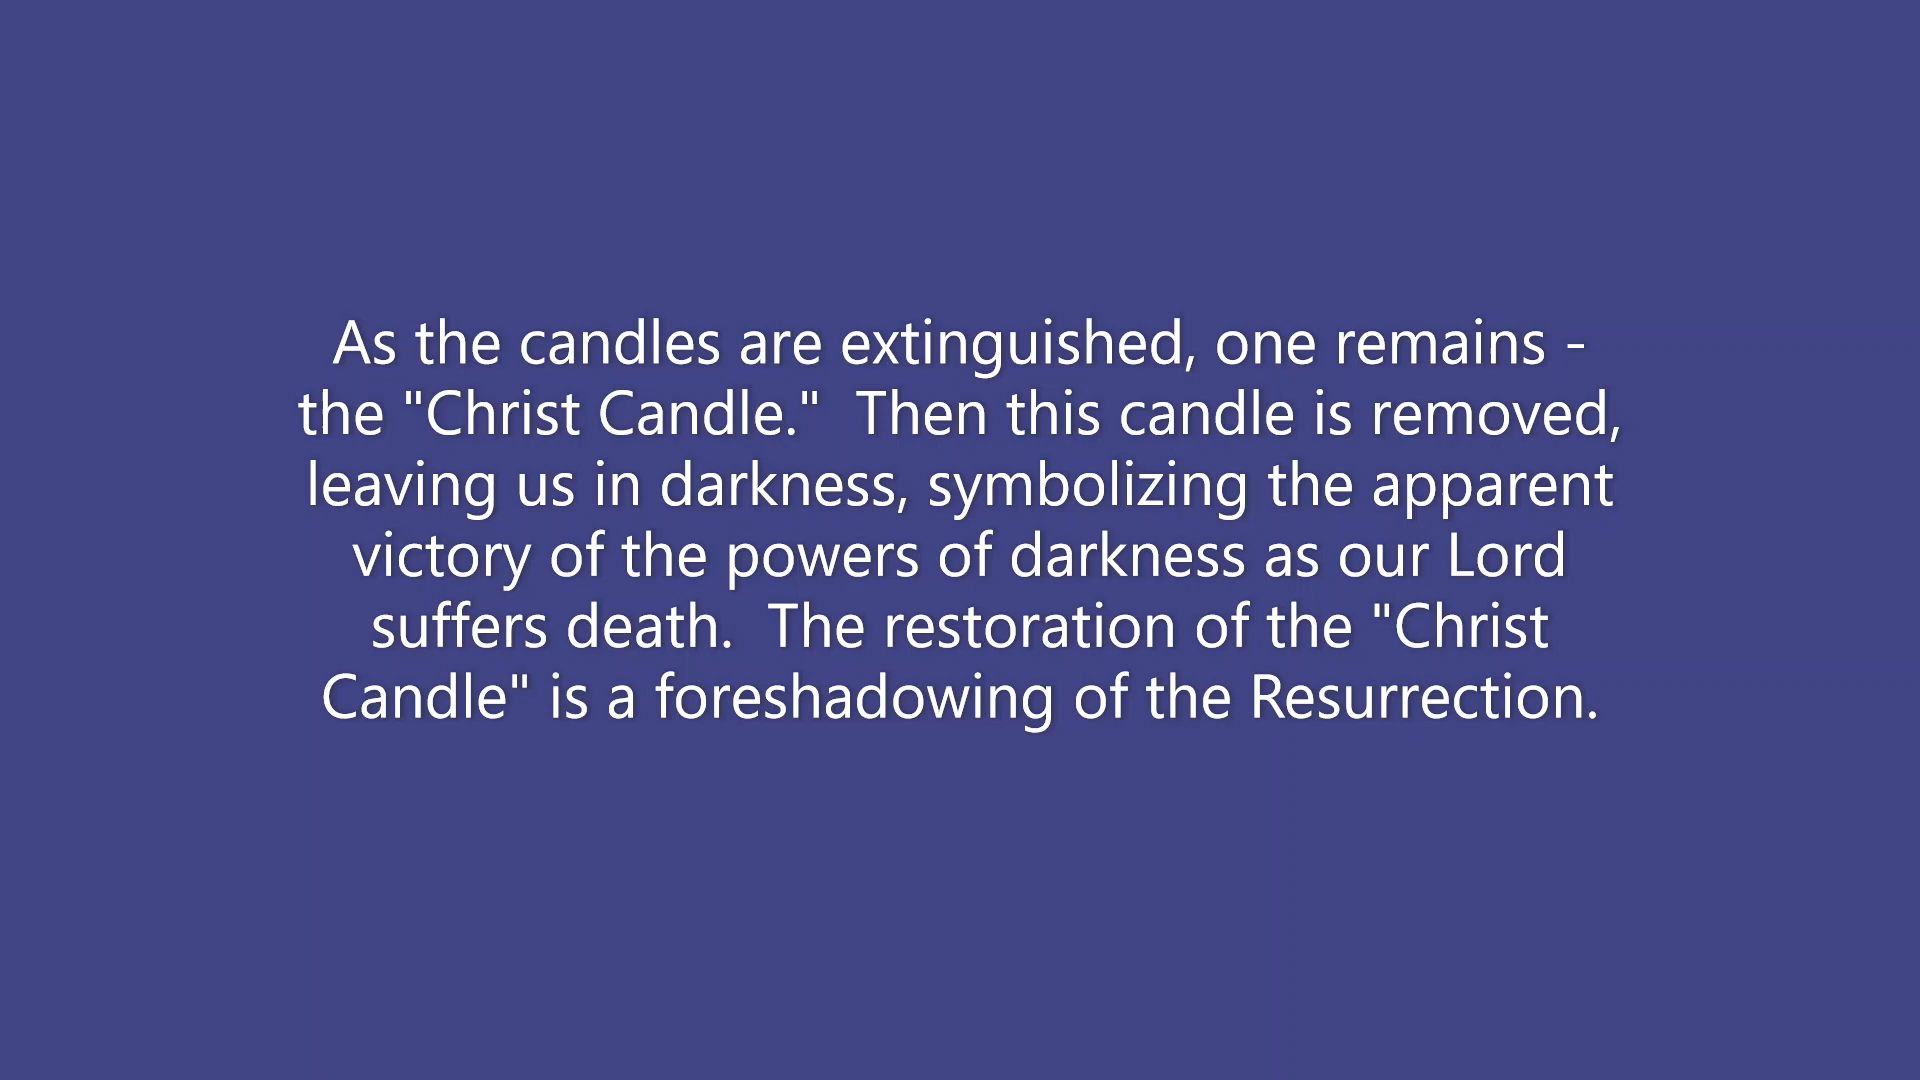 As the candles are extinguished, one remains -
the "Christ Candle."  Then this candle is removed,
leaving us in darkness, symbolizing the apparent
victory of the powers of darkness as our Lord
suffers death.  The restoration of the "Christ
Candle" is a foreshadowing of the Resurrection.